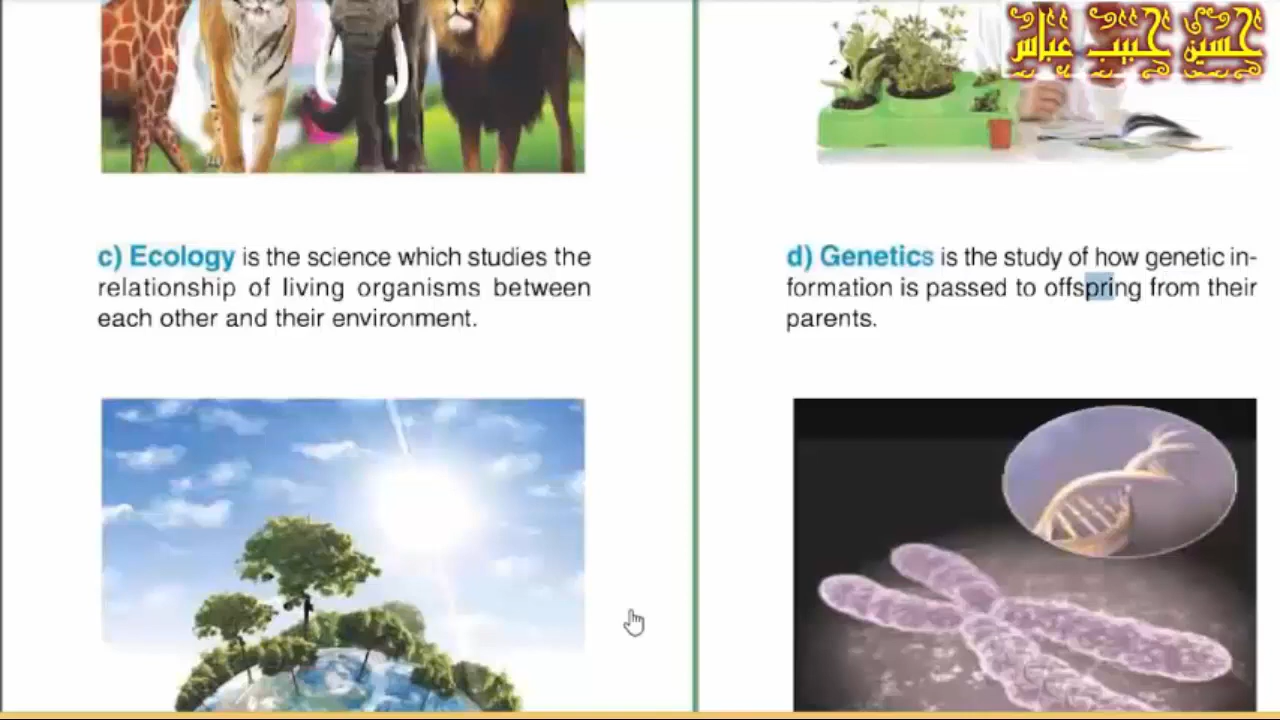 حسين حبيب عباس
c) Ecology is the science which studies the
relationship of living organisms between
each other and their environment.
d) Genetics is the study of how genetic in-
formation is passed to offspring from their
parents.